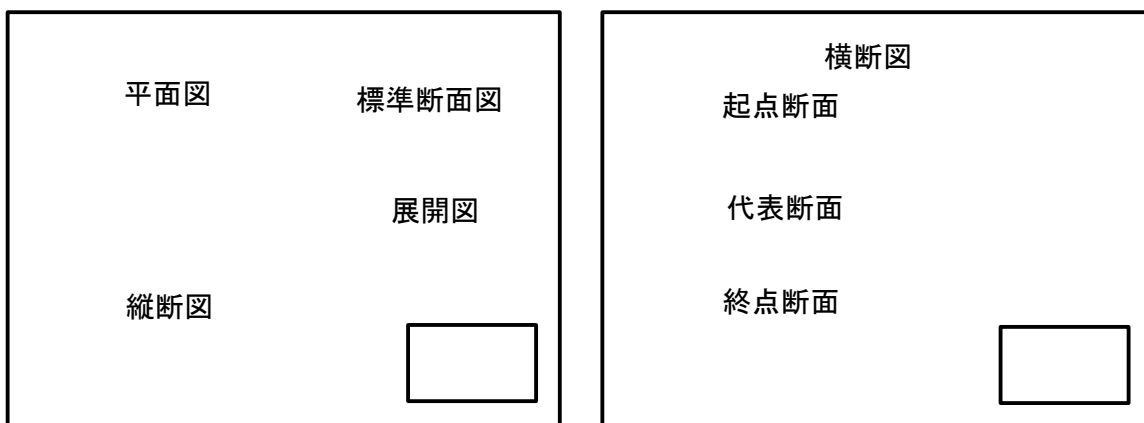 平面図
標準断面図
展開図
縦断図
横断図
起点断面
代表断面
終点断面